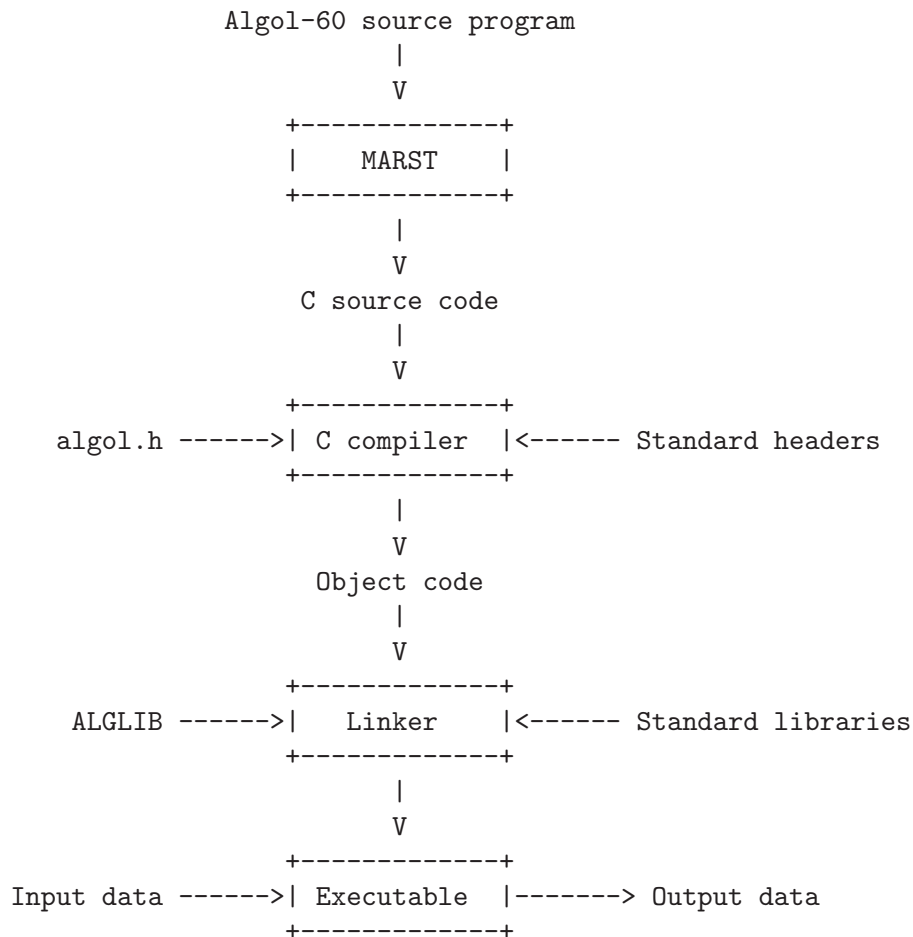 Algol-60 source program
|
V
+-------------+
|    MARST    |
+-------------+
|
V
C source code
|
V
+-------------+
algol.h ------>| C compiler  |<------ Standard headers
+-------------+
|
V
Object code
|
V
+-------------+
ALGLIB ------>|   Linker    |<------ Standard libraries
+-------------+
|
V
+-------------+
Input data ------>| Executable  |-------> Output data
+-------------+